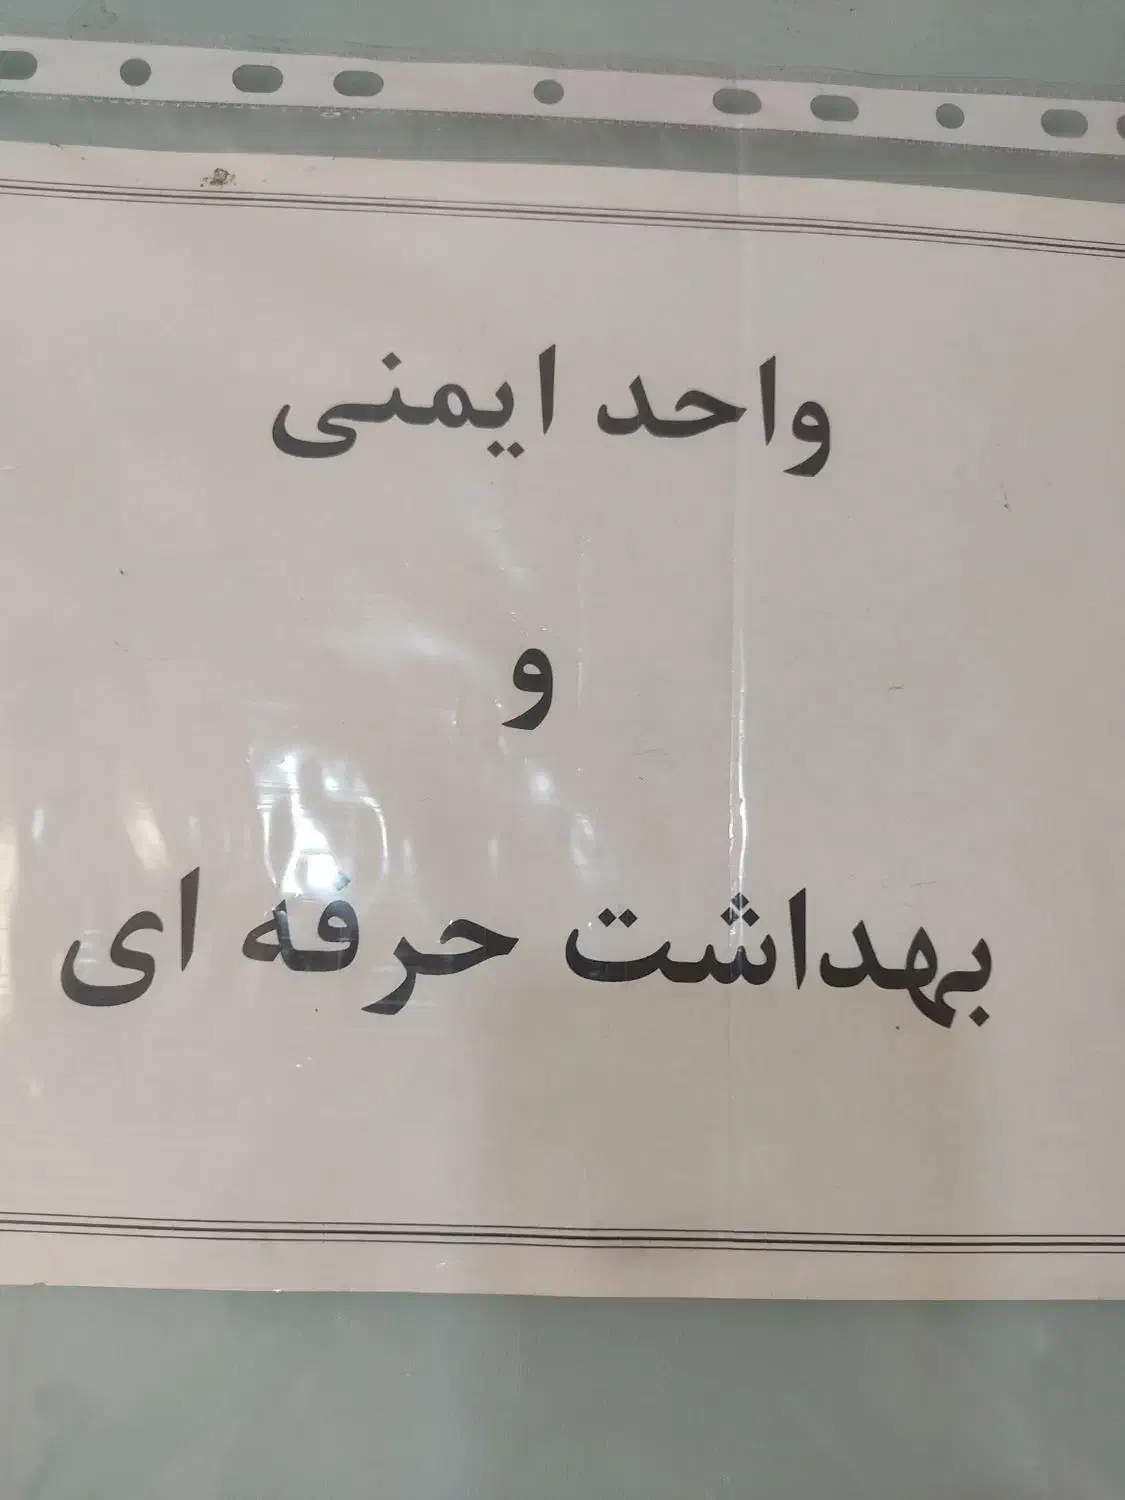 واحد ایمنی
و
بهداشت حرفه ای